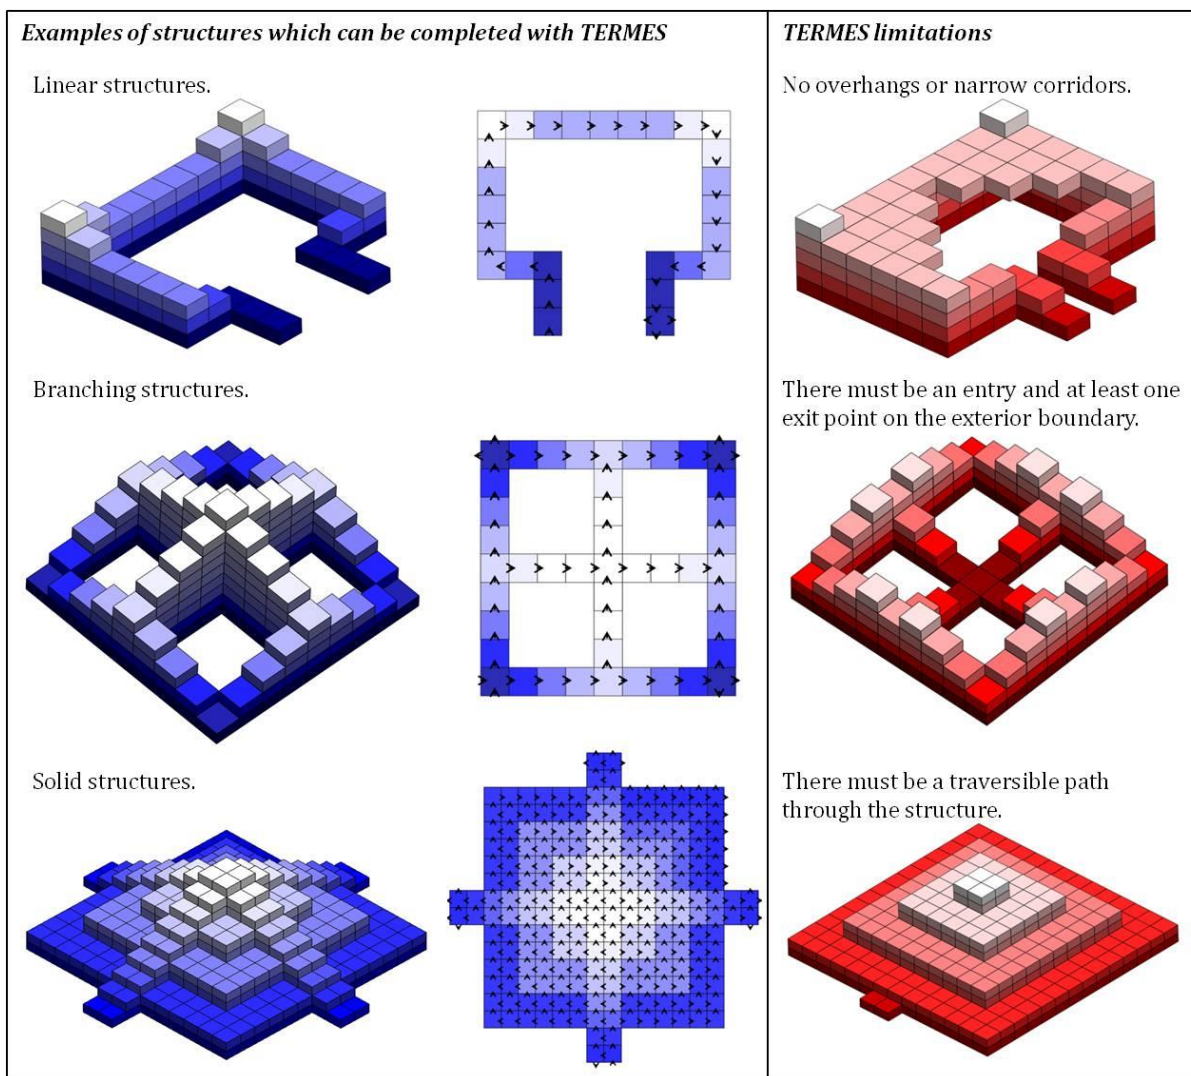 Examples of structures which can be completed with TERMES
TERMES limitations
Linear structures.
No overhangs or narrow corridors.
Branching structures.
There must be an entry and at least one
exit point on the exterior boundary.
Solid structures.
There must be a traversible path
through the structure.